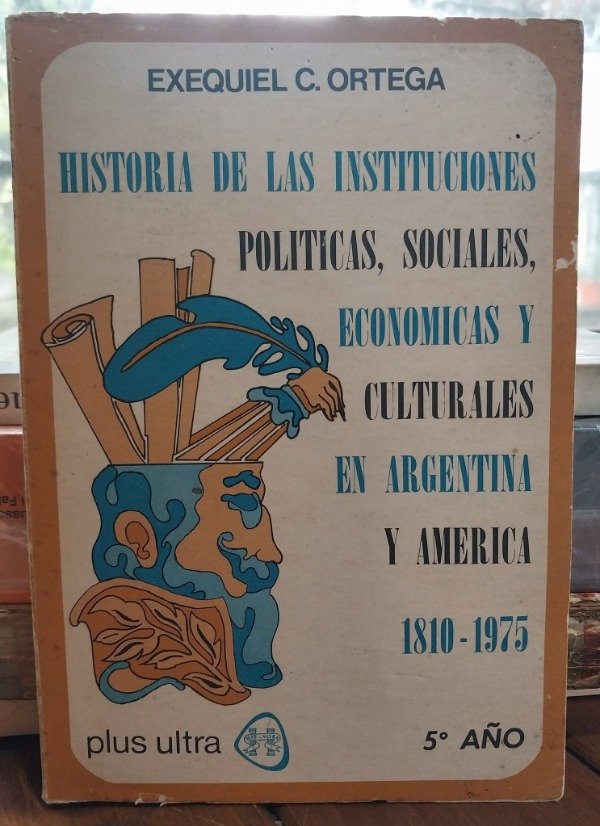 EXEQUIEL C. ORTEGA
HISTORIA DE LAS INSTITUCIONES
POLITICAS, SOCIALES,
ECONOMICAS Y
CULTURALES
EN ARGENTINA
Y AMERICA
1810-1975
plus ultra
5º AÑO